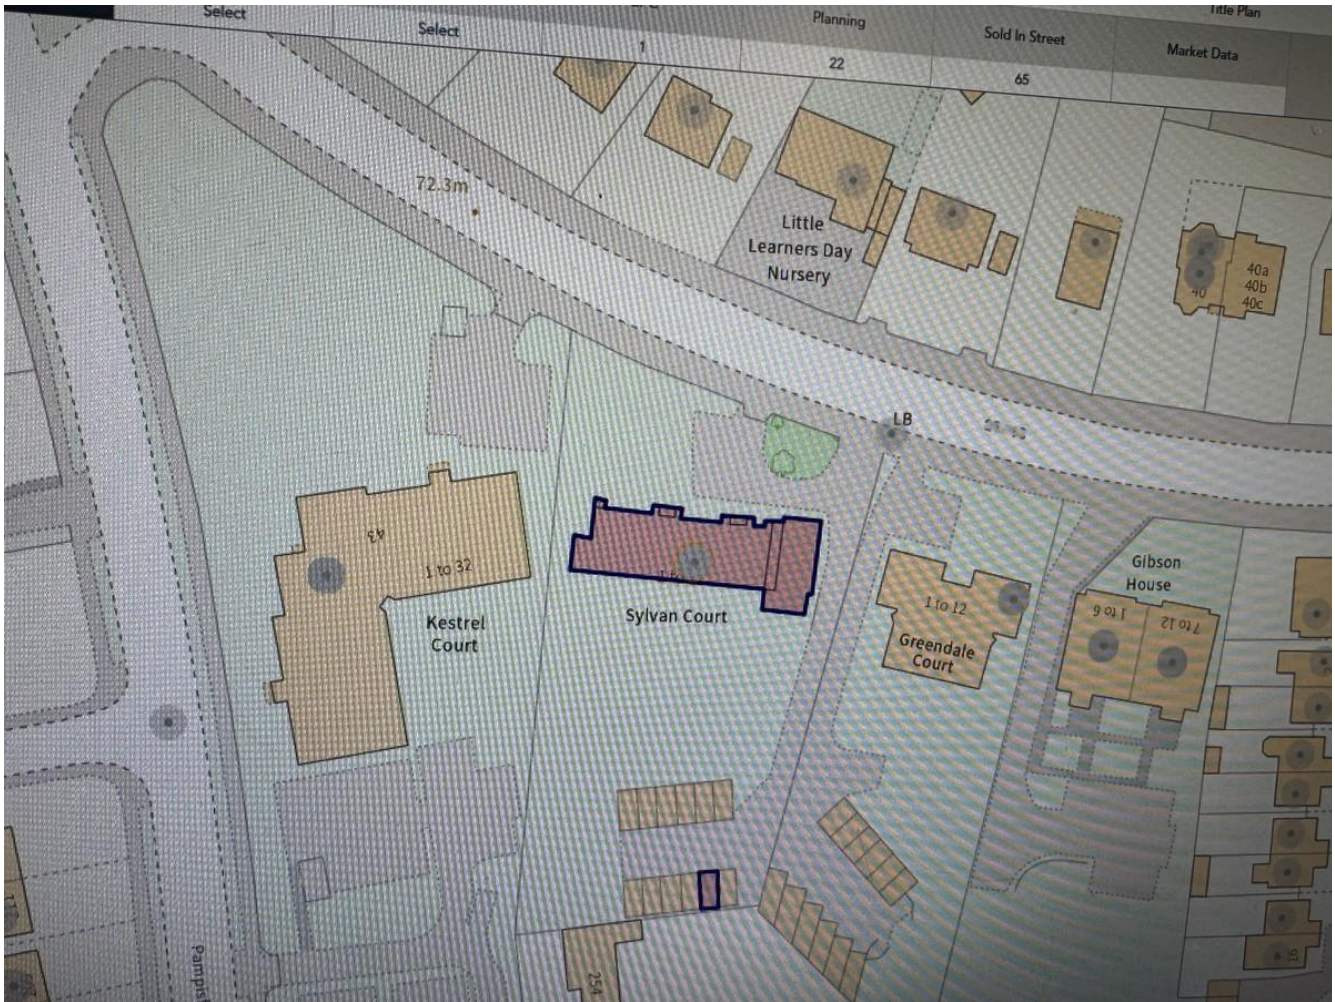 Select
Select
1
Planning
22
Sold In Street
65
Title Plan
Market Data
72.3m
Little
Learners Day
Nursery
40
40a
40b
40c
LB
43
1 to 32
Kestrel
Court
Sylvan Court
1 to 12
Greendale
Court
Gibson
House
1 to 6
7 to 12
254
16